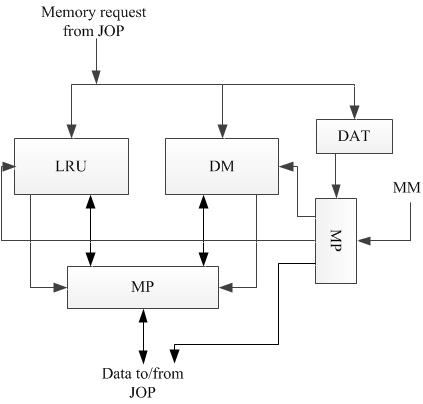 Memory request
from JOP
DAT
LRU
DM
MM
MP
MP
Data to/from
JOP